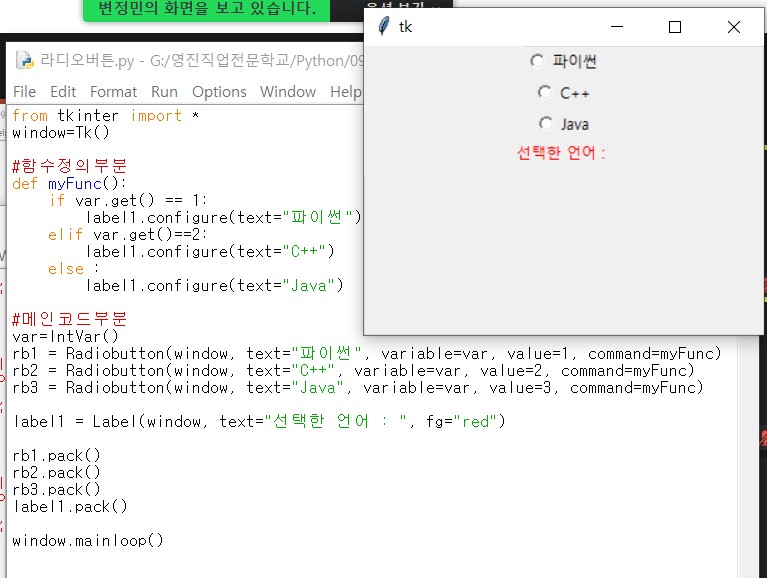 변정민의 화면을 보고 있습니다.
tk
라디오버튼.py - G:/영진직업전문학교/Python/09
File Edit Format Run Options Window Help
from tkinter import *
window=Tk()
#함수정의부분
def myFunc():
    if var.get() == 1:
        label1.configure(text="파이썬")
    elif var.get()==2:
        label1.configure(text="C++")
    else :
        label1.configure(text="Java")
#메인코드부분
var=IntVar()
rb1 = Radiobutton(window, text="파이썬", variable=var, value=1, command=myFunc)
rb2 = Radiobutton(window, text="C++", variable=var, value=2, command=myFunc)
rb3 = Radiobutton(window, text="Java", variable=var, value=3, command=myFunc)
label1 = Label(window, text="선택한 언어 : ", fg="red")
rb1.pack()
rb2.pack()
rb3.pack()
label1.pack()
window.mainloop()
파이썬
C++
Java
선택한 언어 :